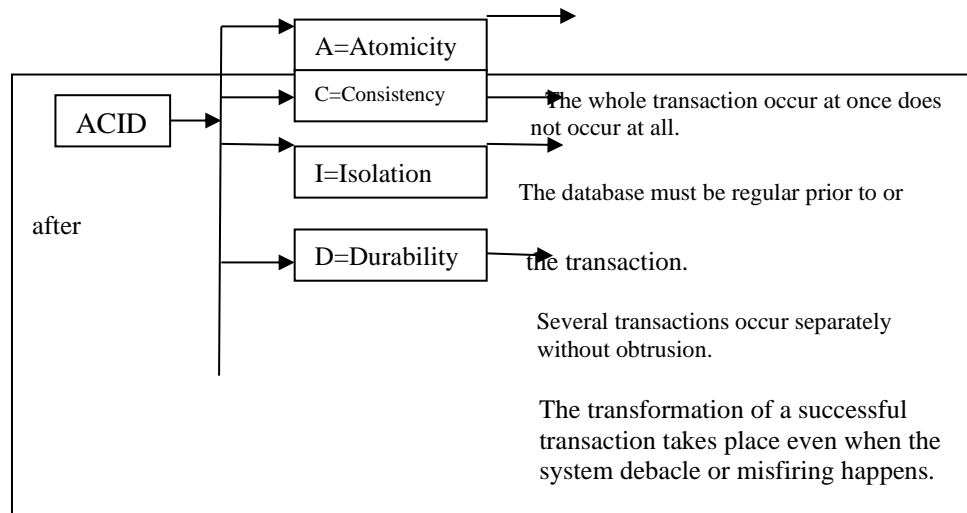 A=Atomicity
C=Consistency
The whole transaction occur at once does
not occur at all.
ACID
I=Isolation
The database must be regular prior to or
after
D=Durability
the transaction.
Several transactions occur separately
without obtrusion.
The transformation of a successful
transaction takes place even when the
system debacle or misfiring happens.